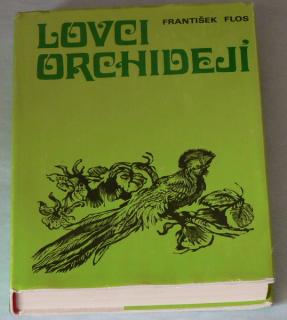 LOVCI
FRANTIŠEK FLOS
ORCHIDEJÍ